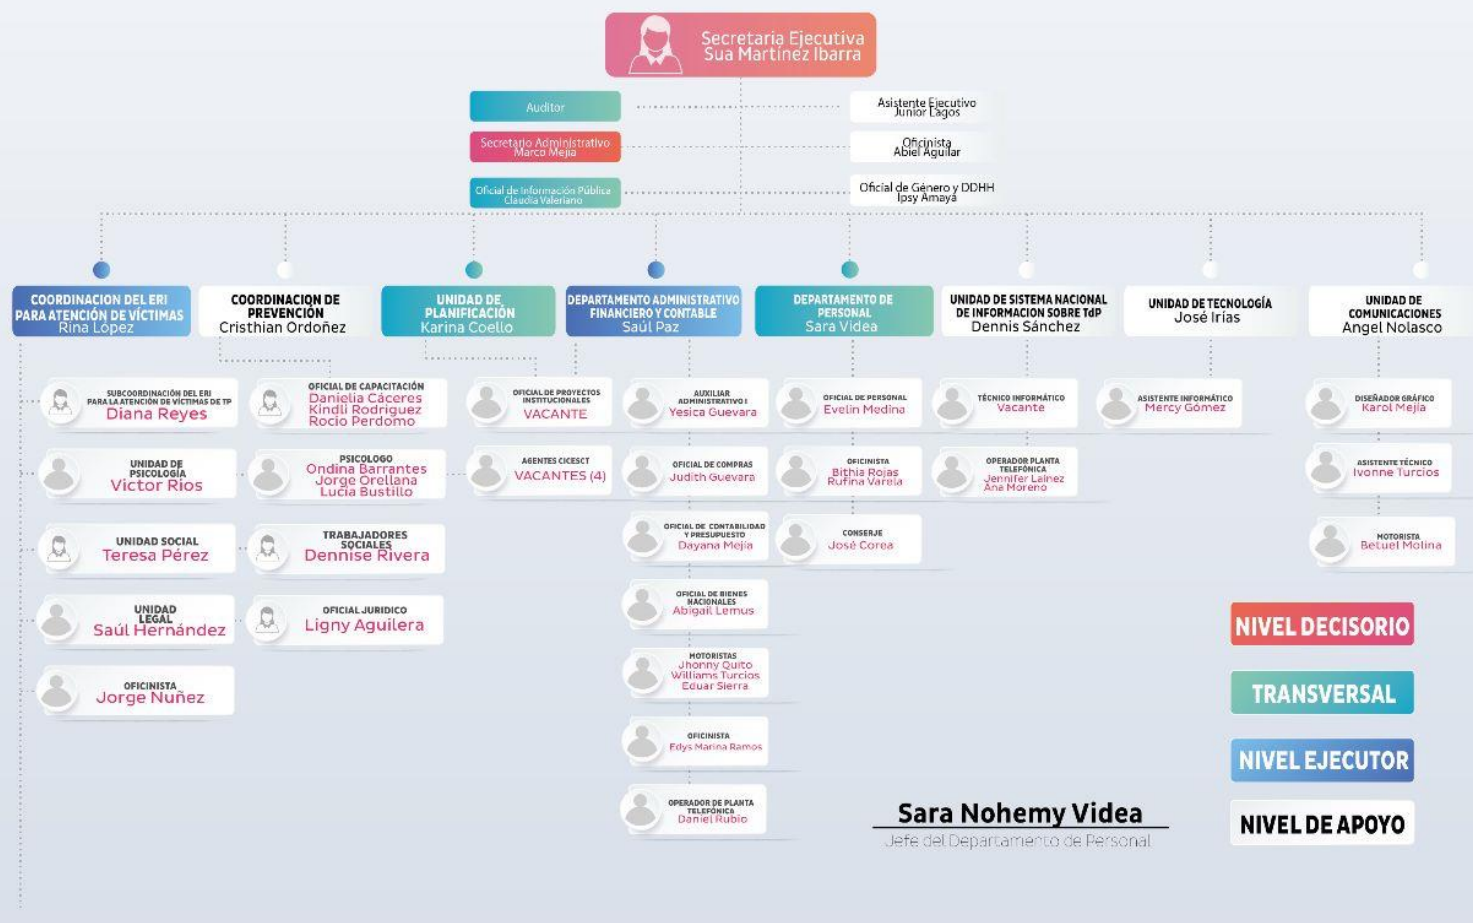 Secretaria Ejecutiva
Sua Martínez Ibarra
Auditor
Asistente Ejecutivo
Junior Lagos
Secretario Administrativo
Marco Mejia
Oficinista
Abiel Aguilar
Oficial de Información Pública
Claudia Valeriano
Oficial de Género y DDHH
Ipsy Amaya
COORDINACION DEL ERI
PARA ATENCIÓN DE VÍCTIMAS
Rina López
COORDINACION DE
PREVENCIÓN
Cristhian Ordoñez
UNIDAD DE
PLANIFICACIÓN
Karina Coello
DEPARTAMENTO ADMINISTRATIVO
FINANCIERO Y CONTABLE
Saúl Paz
DEPARTAMENTO DE
PERSONAL
Sara Videa
UNIDAD DE SISTEMA NACIONAL
DE INFORMACION SOBRE TdP
Dennis Sánchez
UNIDAD DE TECNOLOGÍA
José Irías
UNIDAD DE
COMUNICACIONES
Angel Nolasco
SUBCOORDINACIÓN DEL ERI
PARA LA ATENCIÓN DE VÍCTIMAS DE TP
Diana Reyes
UNIDAD DE
PSICOLOGÍA
Victor Rios
UNIDAD SOCIAL
Teresa Pérez
UNIDAD
LEGAL
Saúl Hernández
OFICINISTA
Jorge Nuñez
OFICIAL DE CAPACITACIÓN
Danielia Cáceres
Kindli Rodriguez
Rocio Perdomo
PSICOLOGO
Ondina Barrantes
Jorge Orellana
Lucia Bustillo
TRABAJADORES
SOCIALES
Dennise Rivera
OFICIAL JURIDICO
Ligny Aguilera
OFICIAL DE PROYECTOS
INSTITUCIONALES
VACANTE
AGENTES CICESCT
VACANTES (4)
AUXILIAR
ADMINISTRATIVO I
Yesica Guevara
OFICIAL DE COMPRAS
Judith Guevara
OFICIAL DE CONTABILIDAD
Y PRESUPUESTO
Dayana Mejía
OFICIAL DE BIENES
NACIONALES
Abigail Lemus
MOTORISTAS
Jhonny Quito
Williams Turcios
Eduar Sierra
OFICINISTA
Edys Marina Ramos
OPERADOR DE PLANTA
TELEFÓNICA
Daniel Rubio
OFICIAL DE PERSONAL
Evelin Medina
OFICINISTA
Bithia Rojas
Rufina Varela
CONSERJE
José Corea
TÉCNICO INFORMÁTICO
Vacante
OPERADOR PLANTA
TELEFÓNICA
Jennifer Lainez
Ana Moreno
ASISTENTE INFORMÁTICO
Mercy Gómez
DISEÑADOR GRÁFICO
Karol Mejía
ASISTENTE TÉCNICO
Ivonne Turcios
MOTORISTA
Betuel Molina
NIVEL DECISORIO
TRANSVERSAL
NIVEL EJECUTOR
NIVEL DE APOYO
Sara Nohemy Videa
Jefe del Departamento de Personal